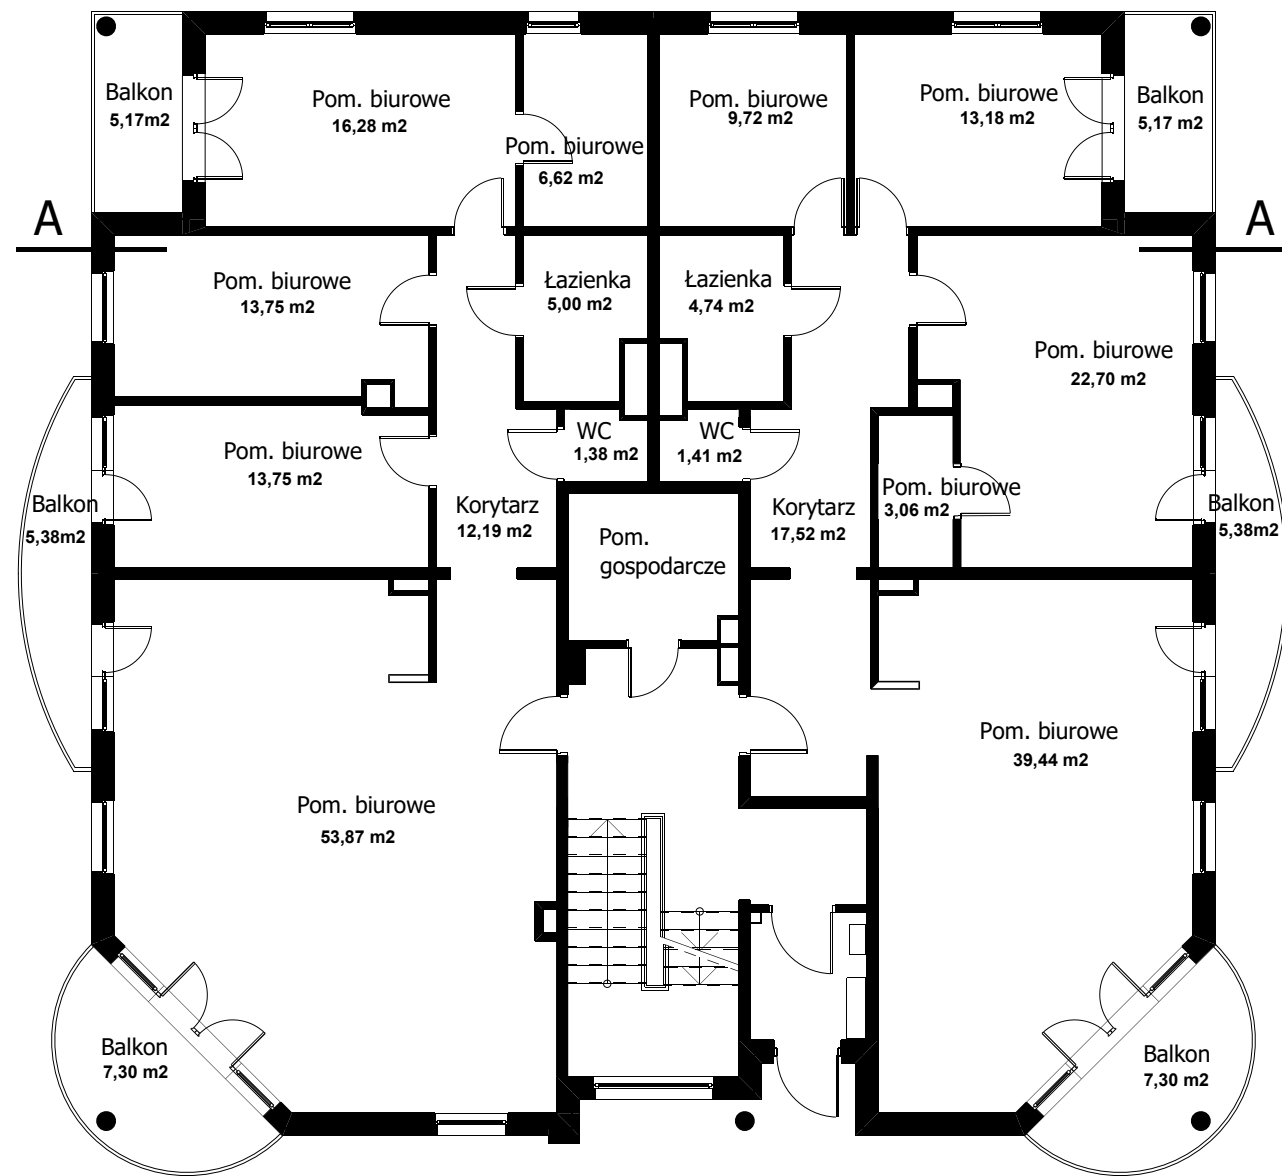 Balkon
5,17m2
Pom. biurowe
16,28 m2
Pom. biurowe
6,62 m2
Pom. biurowe
9,72 m2
Pom. biurowe
13,18 m2
Balkon
5,17 m2
A
A
Pom. biurowe
13,75 m2
Łazienka
5,00 m2
Łazienka
4,74 m2
Pom. biurowe
22,70 m2
Pom. biurowe
13,75 m2
WC
1,38 m2
WC
1,41 m2
Balkon
5,38m2
Korytarz
12,19 m2
Pom.
gospodarcze
Korytarz
17,52 m2
Pom. biurowe
3,06 m2
Balkon
5,38m2
Pom. biurowe
53,87 m2
Pom. biurowe
39,44 m2
Balkon
7,30 m2
Balkon
7,30 m2